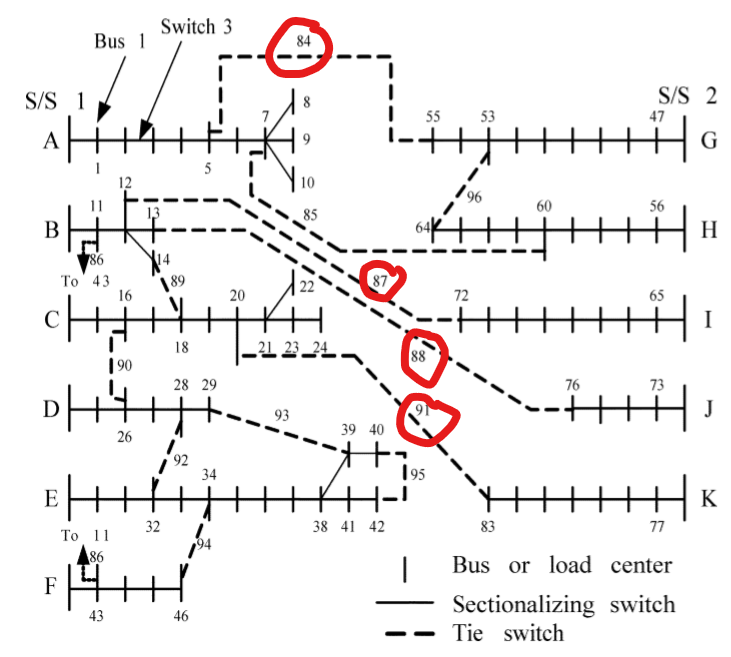 84
Switch 3
Bus 1
S/S 1
S/S 2
7
8
55
53
47
A
9
G
1
5
10
96
12
11
13
85
64
60
56
B
H
86
14
To 43
89
87
16
20
22
72
65
C
I
18
21
23
24
88
90
28
29
76
73
D
91
J
26
93
39
40
92
34
95
E
K
32
38
41
42
83
77
To 11
86
94
F
43
46
Bus or load center
Sectionalizing switch
Tie switch